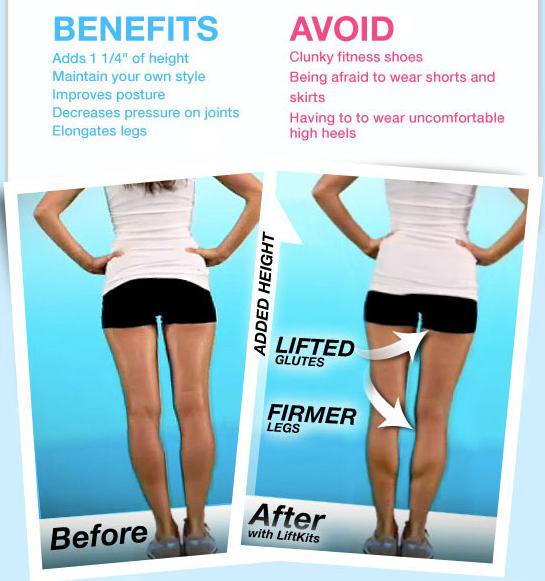 BENEFITS
Adds 1 1/4" of height
Maintain your own style
Improves posture
Decreases pressure on joints
Elongates legs
AVOID
Clunky fitness shoes
Being afraid to wear shorts and
skirts
Having to to wear uncomfortable
high heels
Before
ADDED HEIGHT
LIFTED
GLUTES
FIRMER
LEGS
After
with LiftKits